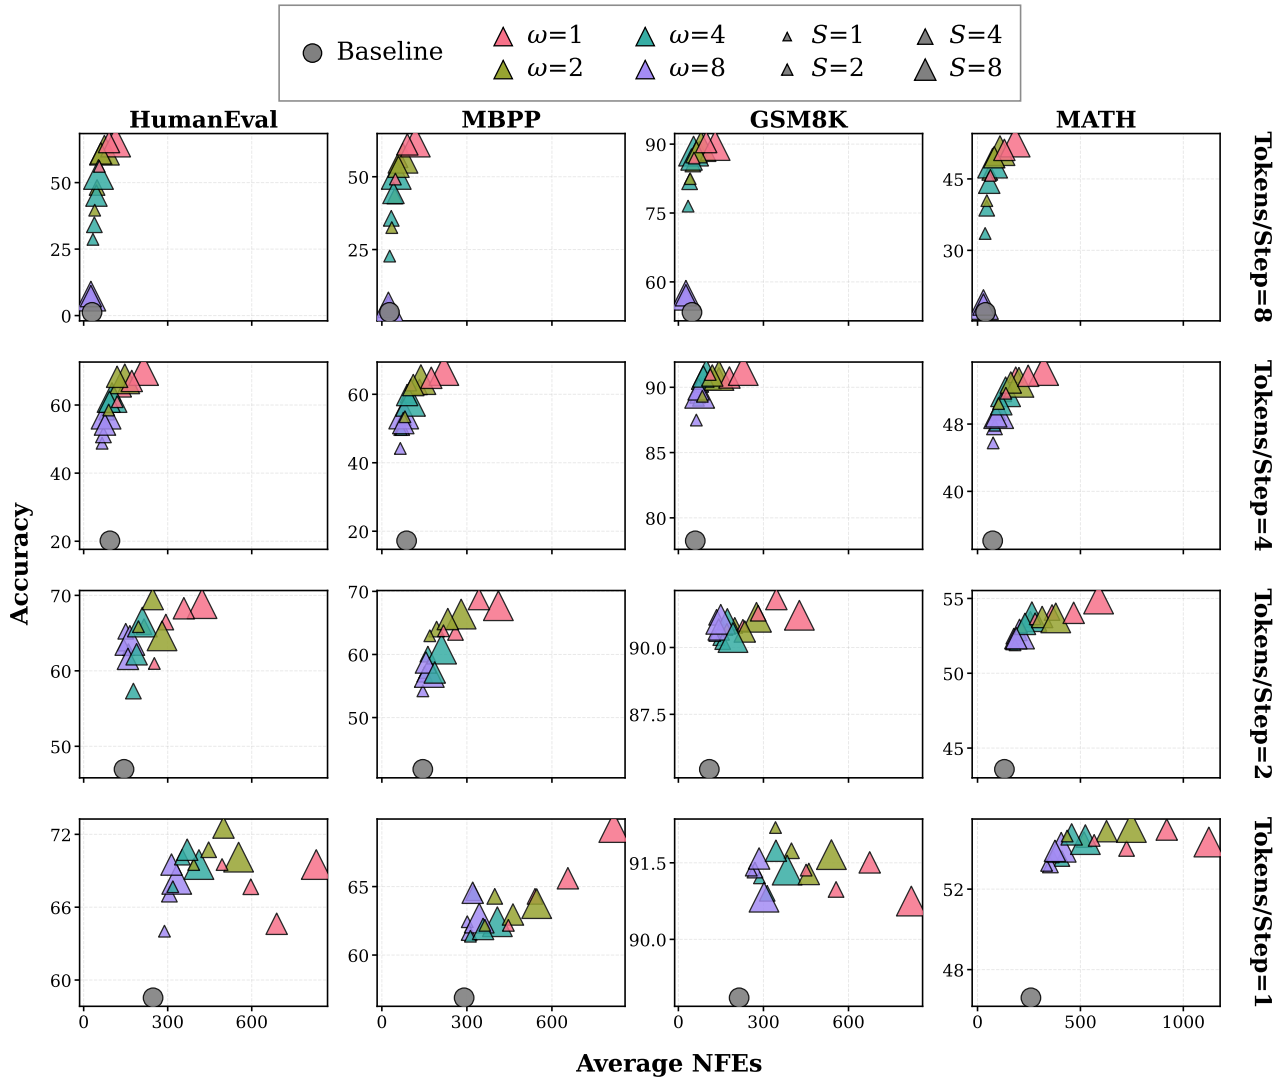 Baseline
ω=1
ω=2
ω=4
ω=8
S=1
S=2
S=4
S=8
HumanEval
MBPP
GSM8K
MATH
50
25
0
50
25
90
75
60
45
30
Tokens/Step=8
60
40
20
60
40
20
90
85
80
48
40
Tokens/Step=4
70
60
50
70
60
50
90.0
87.5
55
50
45
Tokens/Step=2
72
66
60
65
60
91.5
90.0
52
48
Tokens/Step=1
0
300
600
0
300
600
0
300
600
0
500
1000
Accuracy
Average NFEs